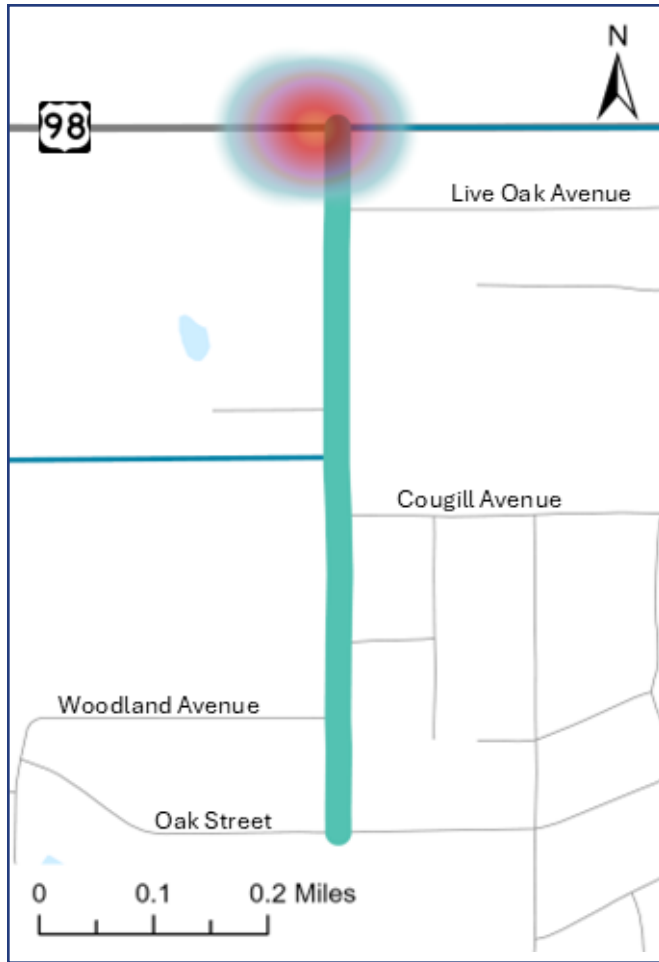 N
98
Live Oak Avenue
Cougill Avenue
Woodland Avenue
Oak Street
0 0.1 0.2 Miles